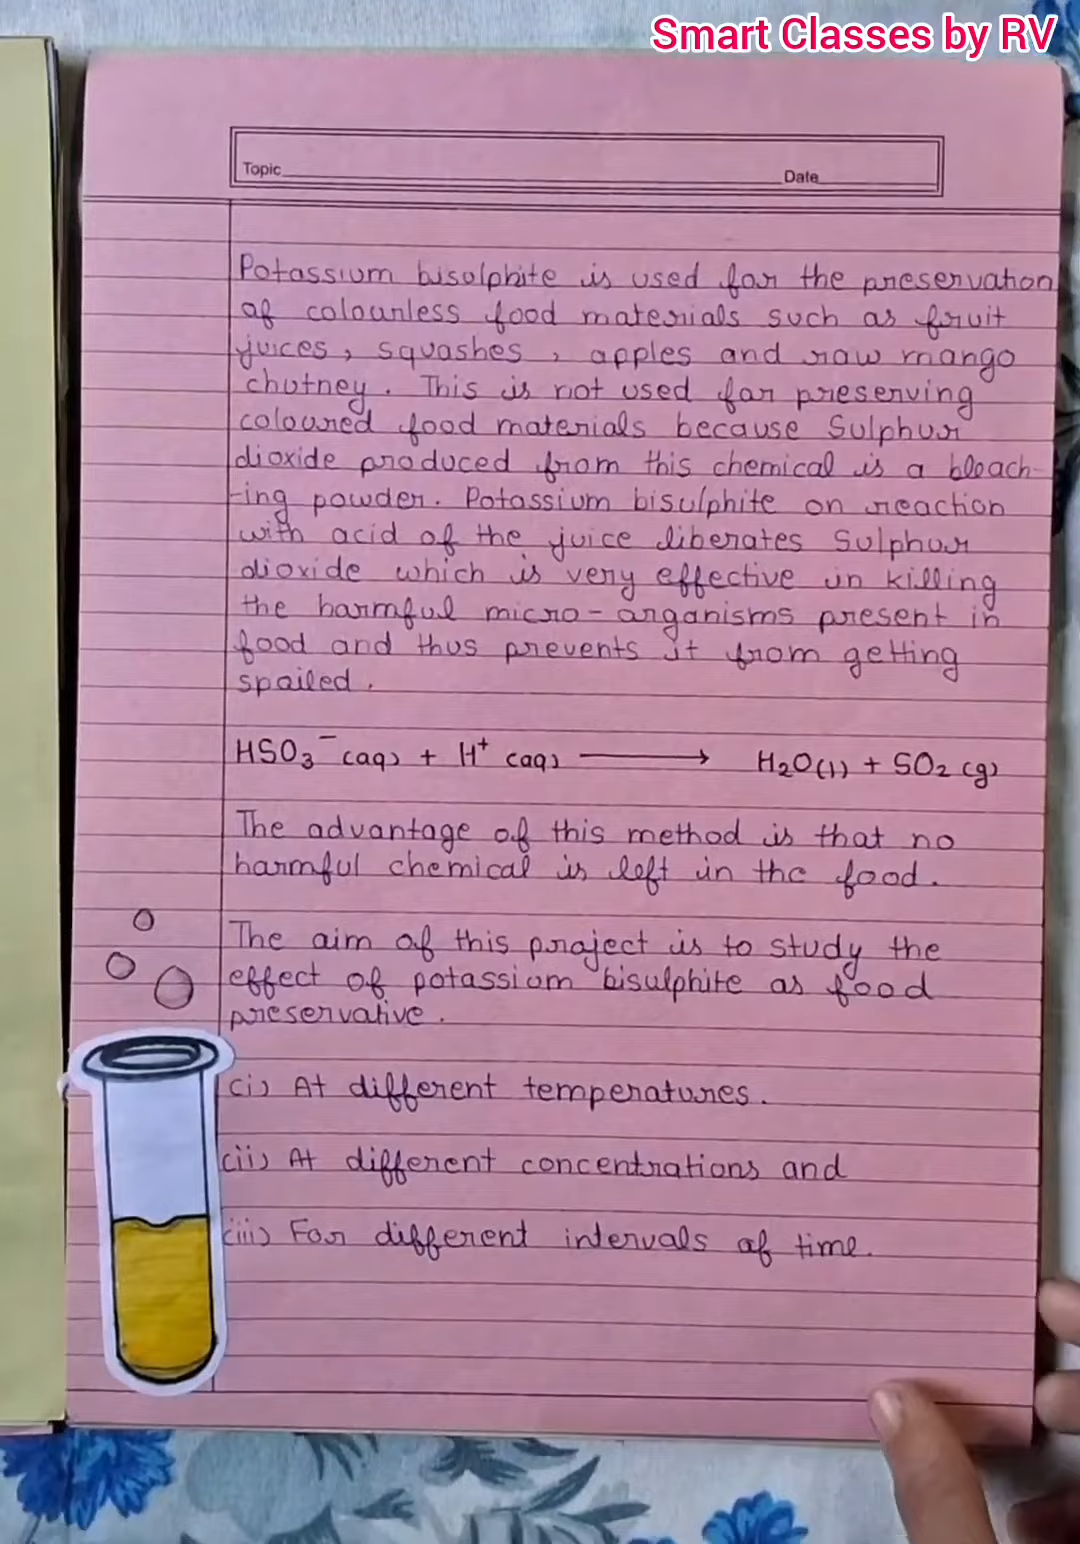 Smart Classes by RV
Topic Date
Potassium bisulphite is used for the preservation
of colourless food materials such as fruit
juices, squashes, apples and raw mango
chutney. This is not used for preserving
coloured food materials because Sulphur
dioxide produced from this chemical is a bleach-
-ing powder. Potassium bisulphite on reaction
with acid of the juice liberates Sulphur
dioxide which is very effective in killing
the harmful micro-organisms present in
food and thus prevents it from getting
spoiled.
HSO₃⁻ (aq) + H⁺ (aq) ⟶ H₂O(l) + SO₂ (g)
The advantage of this method is that no
harmful chemical is left in the food.
The aim of this project is to study the
effect of potassium bisulphite as food
preservative.
(i) At different temperatures.
(ii) At different concentrations and
(iii) For different intervals of time.